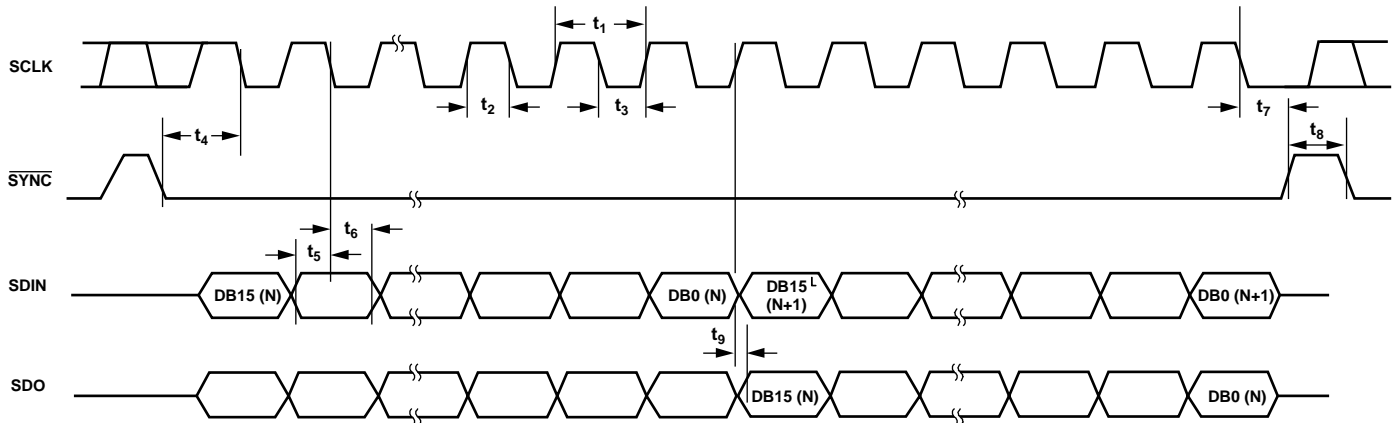 t1
SCLK
t2
t3
t7
t4
t8
SYNC
t6
t5
SDIN
DB15 (N)
DB0 (N)
DB15 L
(N+1)
DB0 (N+1)
t9
SDO
DB15 (N)
DB0 (N)